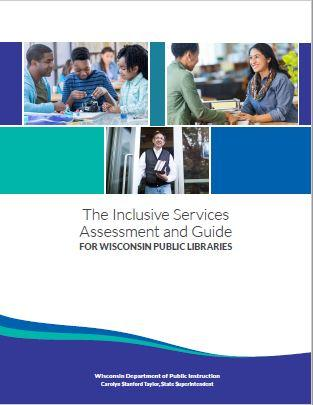 The Inclusive Services
Assessment and Guide
FOR WISCONSIN PUBLIC LIBRARIES
Wisconsin Department of Public Instruction
Carolyn Stanford Taylor, State Superintendent